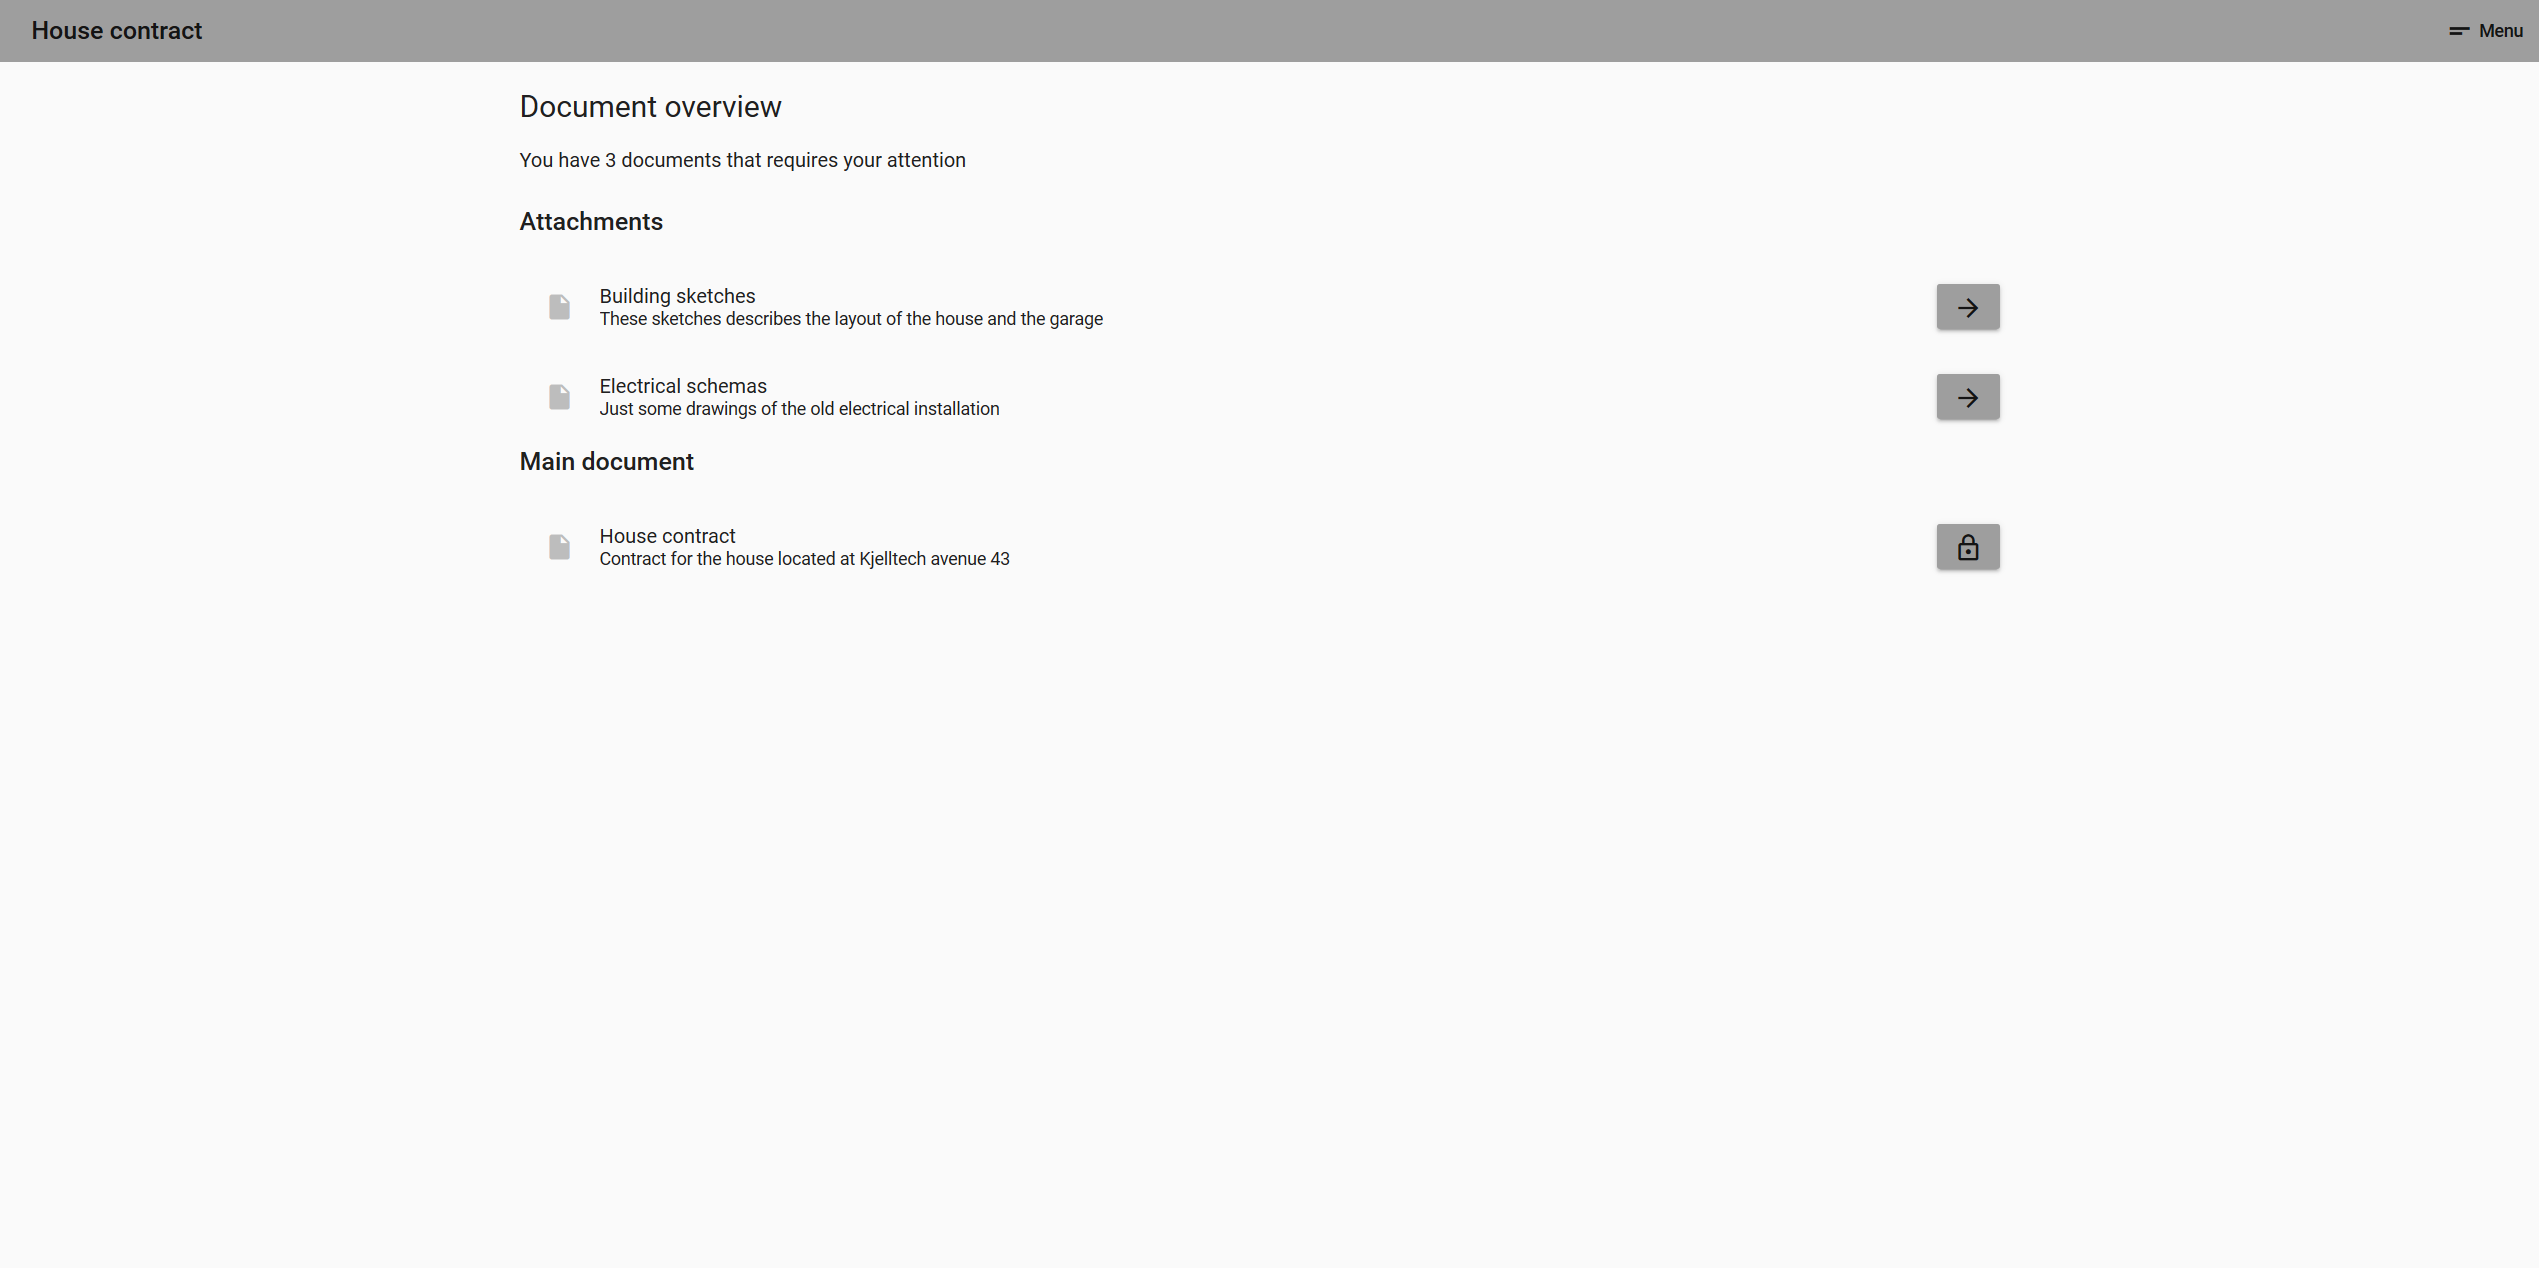 House contract
Menu
Document overview
You have 3 documents that requires your attention
Attachments
Building sketches
These sketches describes the layout of the house and the garage
Electrical schemas
Just some drawings of the old electrical installation
Main document
House contract
Contract for the house located at Kjelltech avenue 43